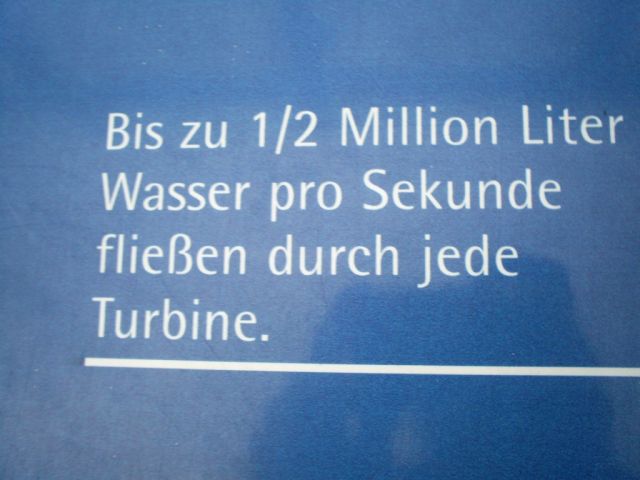 Bis zu 1/2 Million Liter
Wasser pro Sekunde
fließen durch jede
Turbine.